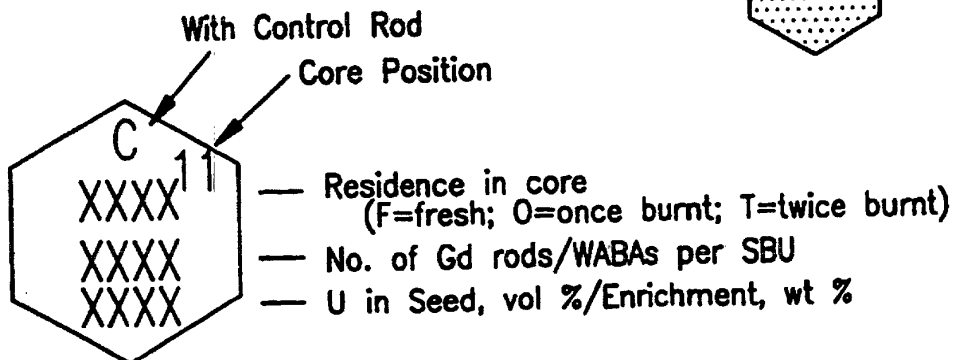 With Control Rod
Core Position
C
11
XXXX
Residence in core
(F=fresh; O=once burnt; T=twice burnt)
XXXX
No. of Gd rods/WABAs per SBU
XXXX
U in Seed, vol %/Enrichment, wt %